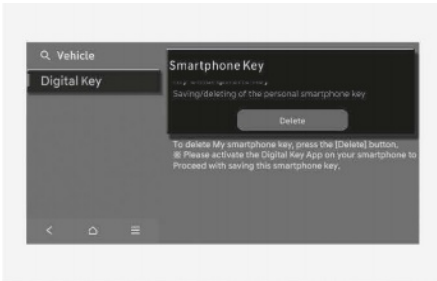 Vehicle
Digital Key
Smartphone Key
Saving/deleting of the personal smartphone key
Delete
To delete My smartphone key, press the [Delete] button.
※ Please activate the Digital Key App on your smartphone to
Proceed with saving this smartphone key.